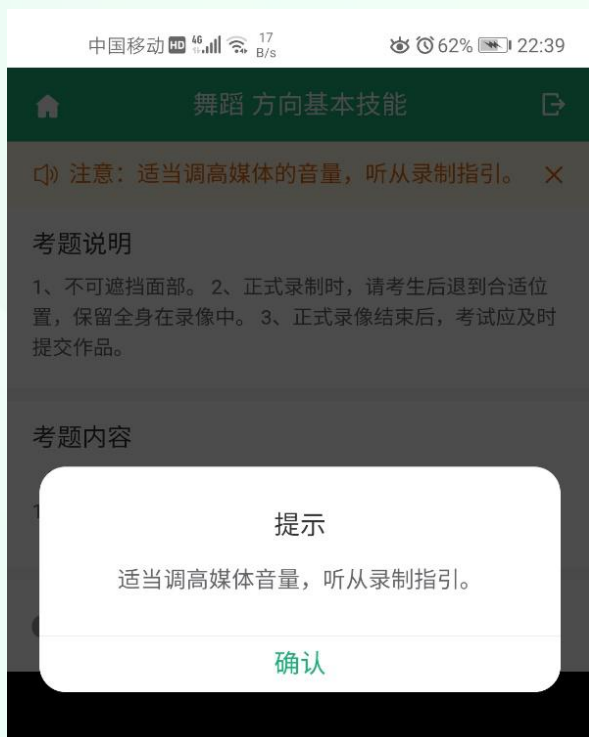 中国移动 HD 46 17 B/s 62% 22:39
舞蹈 方向基本技能
注意：适当调高媒体的音量，听从录制指引。
考题说明
1、不可遮挡面部。 2、正式录制时，请考生后退到合适位
置，保留全身在录像中。 3、正式录像结束后，考试应及时
提交作品。
考题内容
1
提示
适当调高媒体音量，听从录制指引。
确认